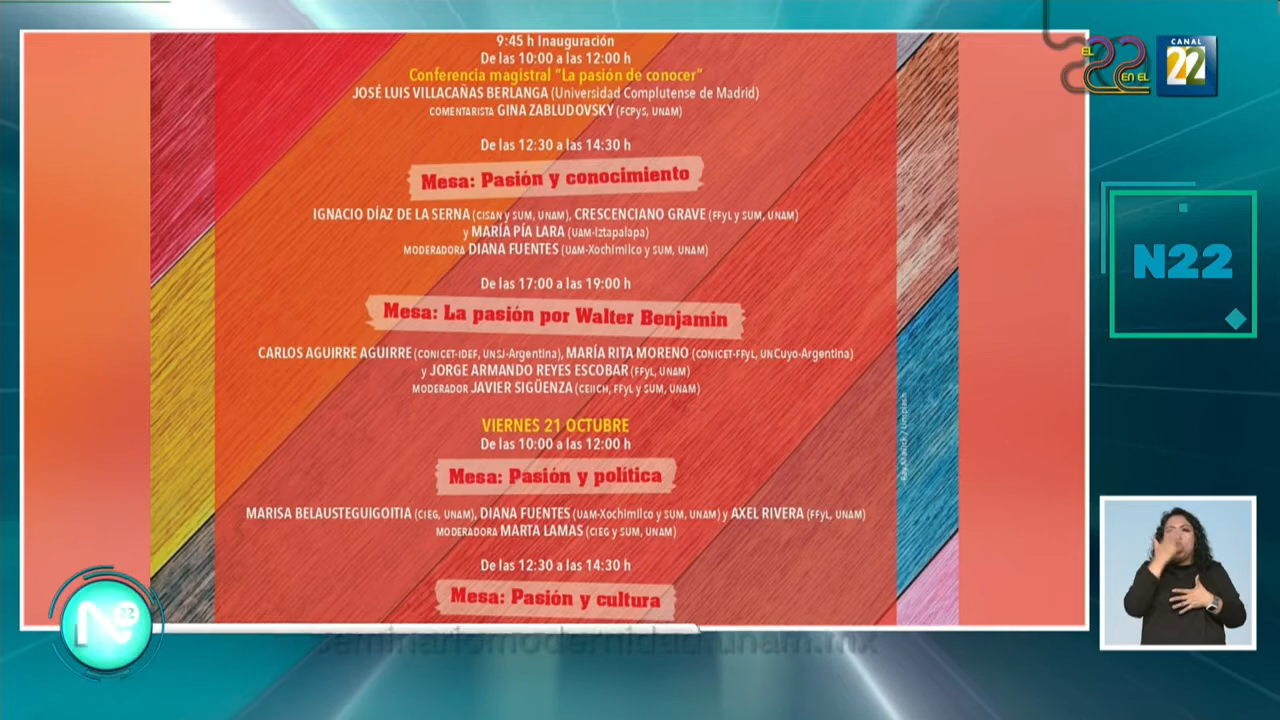 9:45 h Inauguración
De las 10:00 a las 12:00 h
Conferencia magistral "La pasión de conocer"
JOSÉ LUIS VILLACAÑAS BERLANGA (Universidad Complutense de Madrid)
COMENTARISTA GINA ZABLUDOVSKY (FCPyS, UNAM)
De las 12:30 a las 14:30 h
Mesa: Pasión y conocimiento
IGNACIO DÍAZ DE LA SERNA (CISAN y SUM, UNAM), CRESCENCIANO GRAVE (FFyL y SUM, UNAM)
y MARÍA PÍA LARA (UAM-Iztapalapa)
MODERADORA DIANA FUENTES (UAM-Xochimilco y SUM, UNAM)
De las 17:00 a las 19:00 h
Mesa: La pasión por Walter Benjamin
CARLOS AGUIRRE AGUIRRE (CONICET-IDEF, UNSJ-Argentina), MARÍA RITA MORENO (CONICET-FFyL, UNCuyo-Argentina)
y JORGE ARMANDO REYES ESCOBAR (FFyL, UNAM)
MODERADOR JAVIER SIGÜENZA (CEIICH, FFyL y SUM, UNAM)
VIERNES 21 OCTUBRE
De las 10:00 a las 12:00 h
Mesa: Pasión y política
MARISA BELAUSTEGUIGOITIA (CIEG, UNAM), DIANA FUENTES (UAM-Xochimilco y SUM, UNAM) y AXEL RIVERA (FFyL, UNAM)
MODERADORA MARTA LAMAS (CIEG y SUM, UNAM)
De las 12:30 a las 14:30 h
Mesa: Pasión y cultura
EL 22 EN EL
CANAL
22
N22
N22
seminariomodernidad.unam.mx